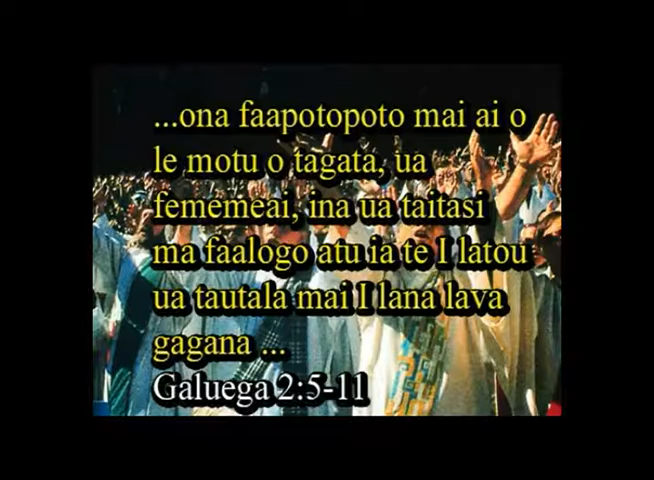 ...ona faapotopoto mai ai o
le motu o tagata, ua
fememeai, ina ua taitasi
ma faalogo atu ia te I latou
ua tautala mai I lana lava
gagana ...
Galuega 2:5-11